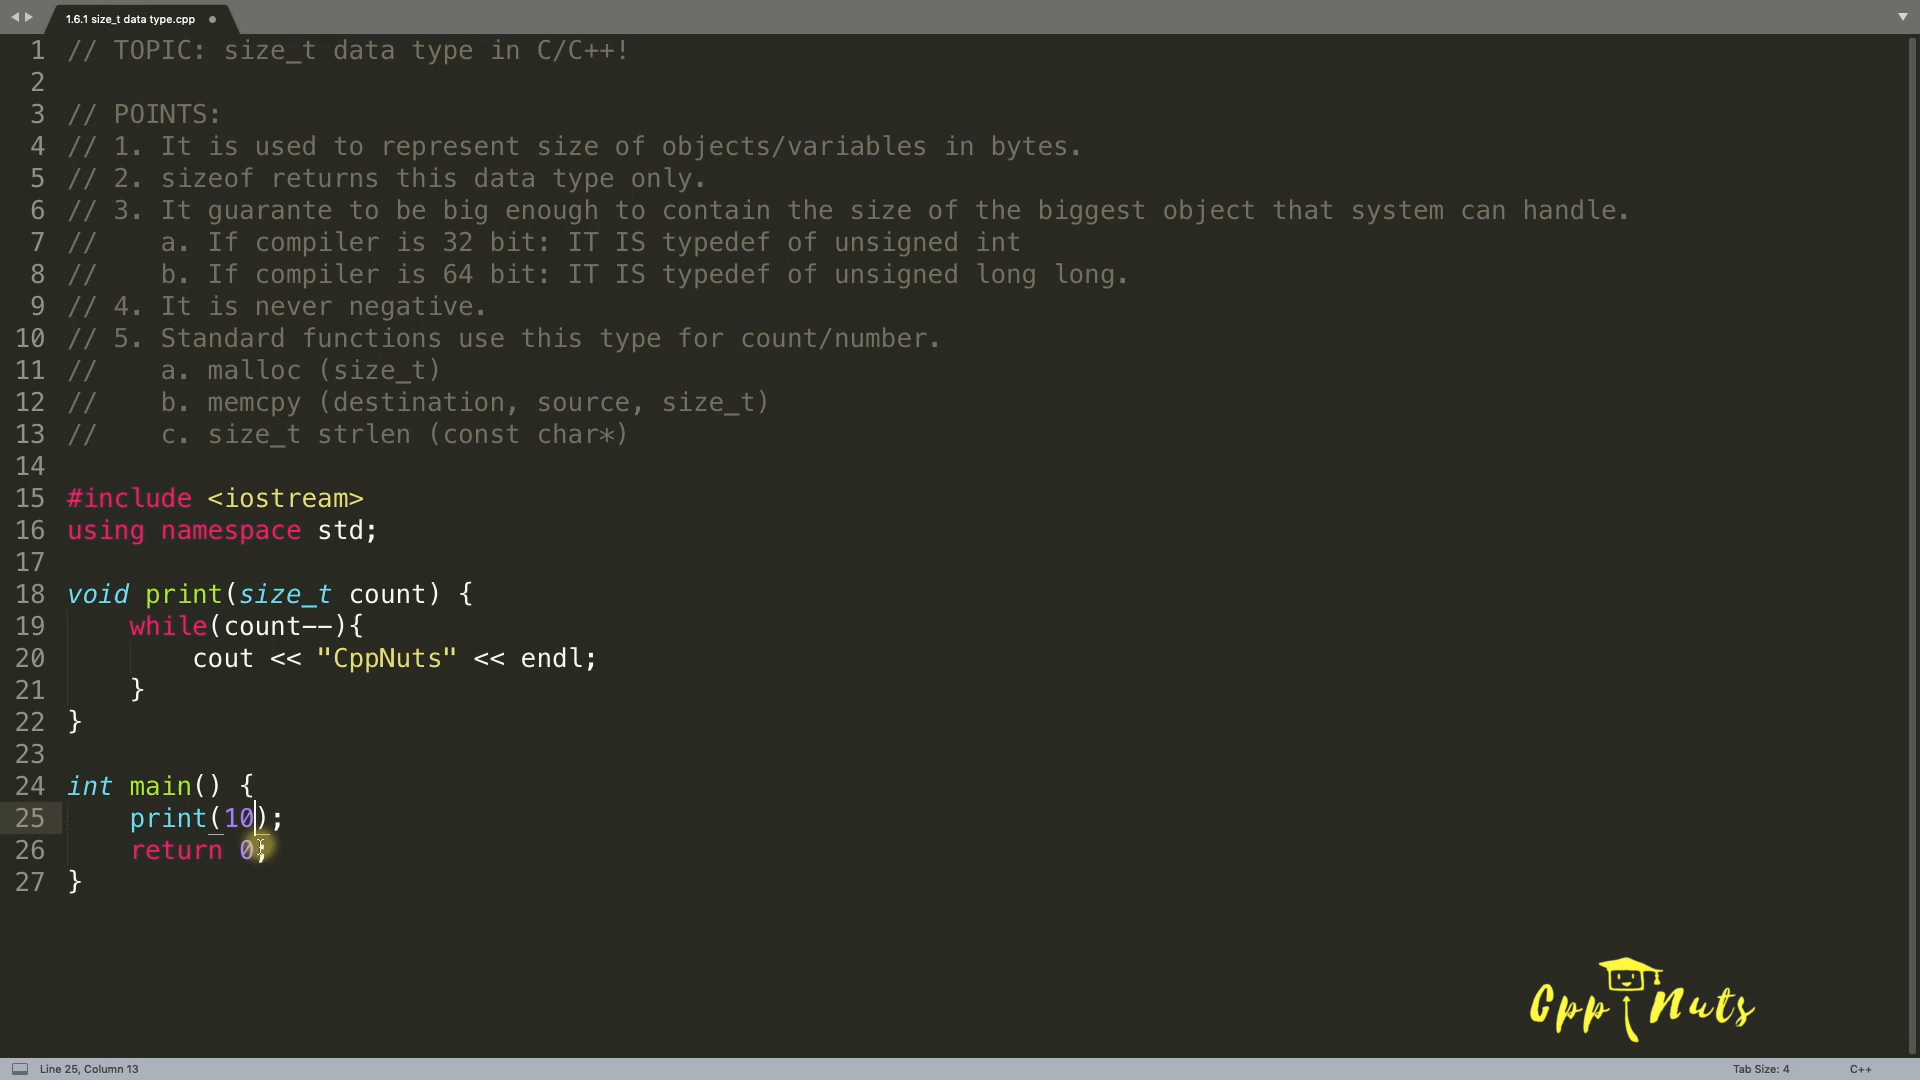 1.6.1 size_t data type.cpp
1 // TOPIC: size_t data type in C/C++!
2
3 // POINTS:
4 // 1. It is used to represent size of objects/variables in bytes.
5 // 2. sizeof returns this data type only.
6 // 3. It guarante to be big enough to contain the size of the biggest object that system can handle.
7 //    a. If compiler is 32 bit: IT IS typedef of unsigned int
8 //    b. If compiler is 64 bit: IT IS typedef of unsigned long long.
9 // 4. It is never negative.
10 // 5. Standard functions use this type for count/number.
11 //    a. malloc (size_t)
12 //    b. memcpy (destination, source, size_t)
13 //    c. size_t strlen (const char*)
14
15 #include <iostream>
16 using namespace std;
17
18 void print(size_t count) {
19     while(count--){
20         cout << "CppNuts" << endl;
21     }
22 }
23
24 int main() {
25     print(10);
26     return 0;
27 }
Cpp Nuts
Line 25, Column 13
Tab Size: 4
C++